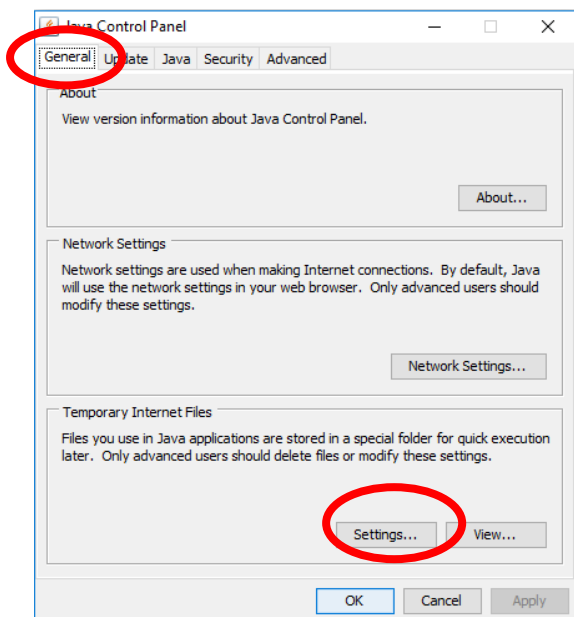 Java Control Panel
General Update Java Security Advanced
About
View version information about Java Control Panel.
About...
Network Settings
Network settings are used when making Internet connections. By default, Java
will use the network settings in your web browser. Only advanced users should
modify these settings.
Network Settings...
Temporary Internet Files
Files you use in Java applications are stored in a special folder for quick execution
later. Only advanced users should delete files or modify these settings.
Settings... View...
OK Cancel Apply